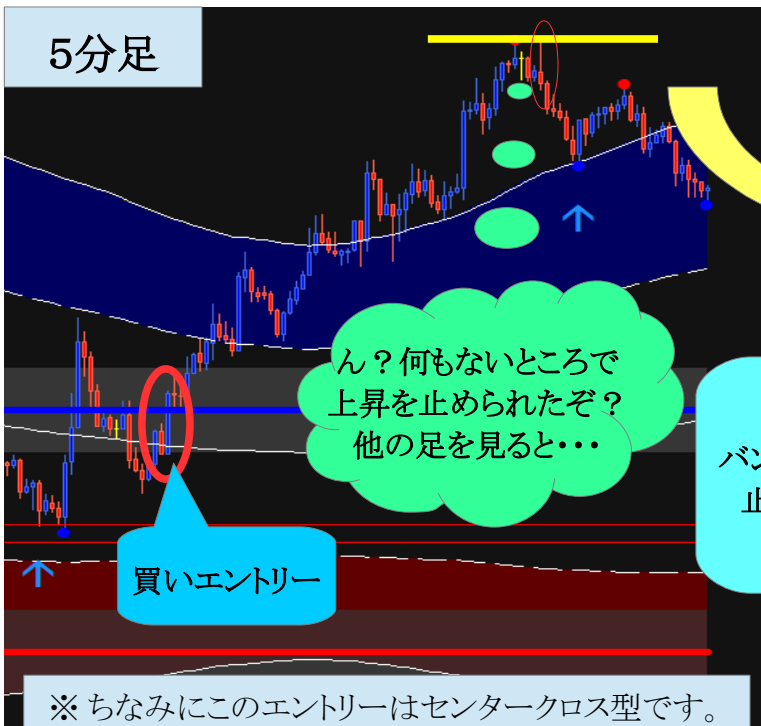 5分足
ん？何もないところで
上昇を止められたぞ？
他の足を見ると・・・
バン
止
買いエントリー
※ ちなみにこのエントリーはセンタークロス型です。